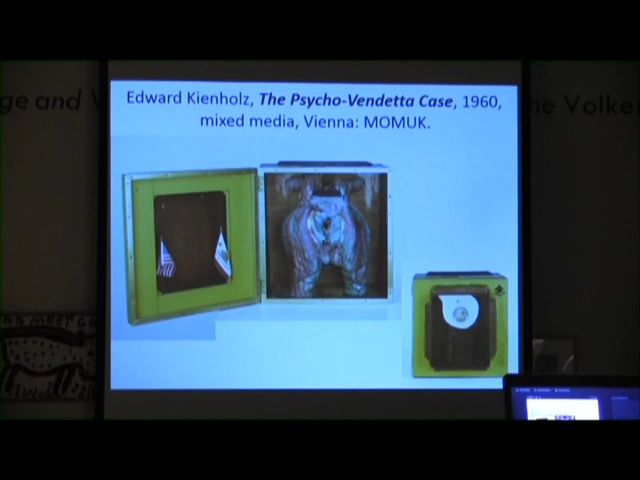 Edward Kienholz, The Psycho-Vendetta Case, 1960,
mixed media, Vienna: MOMUK.
ge and
he Volke